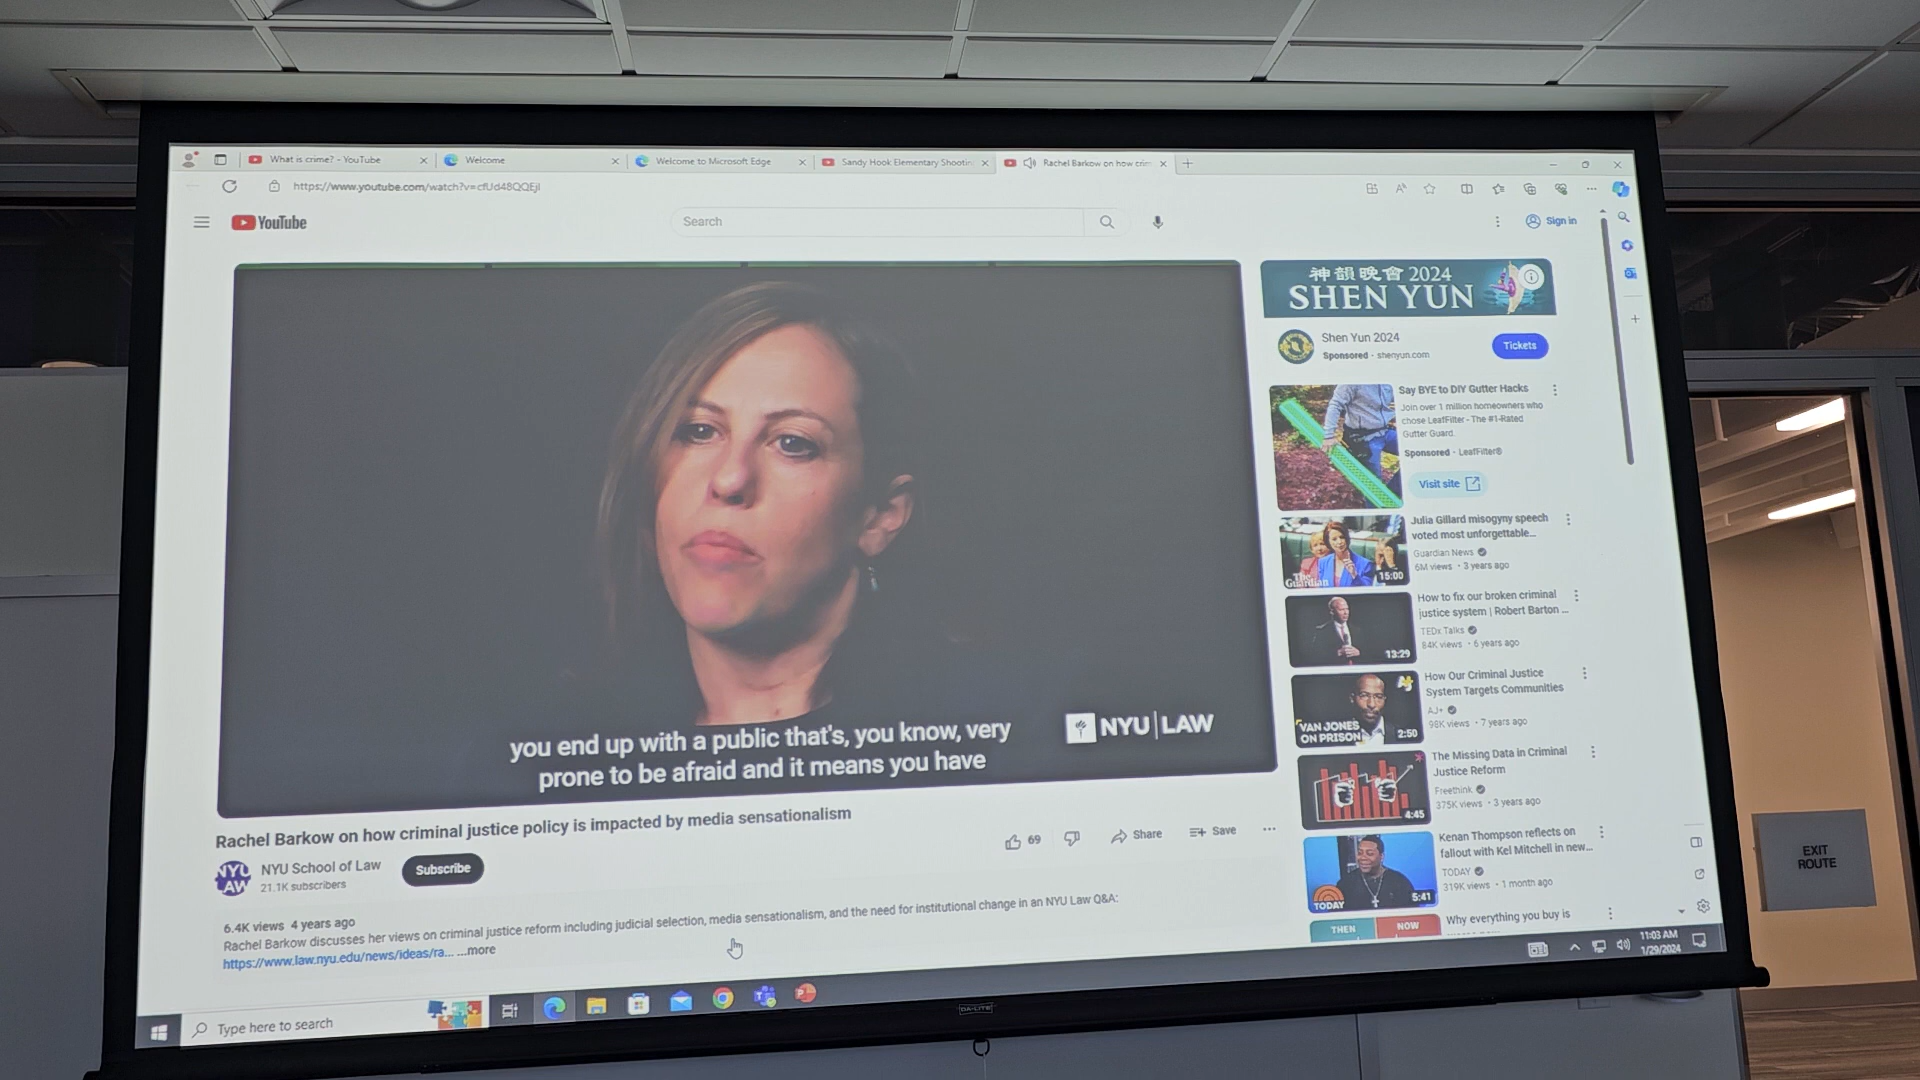 What is crime? - YouTube
Welcome
Welcome to Microsoft Edge
Sandy Hook Elementary Shootin
Rachel Barkow on how crim
https://www.youtube.com/watch?v=cfUd48QQEjI
YouTube
Search
Sign in
神韻晚會 2024
SHEN YUN
Shen Yun 2024
Sponsored · shenyun.com
Tickets
Say BYE to DIY Gutter Hacks
Join over 1 million homeowners who
chose LeafFilter - The #1-Rated
Gutter Guard.
Sponsored · LeafFilter®
Visit site
Julia Gillard misogyny speech
voted most unforgettable...
Guardian News
6M views · 3 years ago
The Guardian
15:00
How to fix our broken criminal
justice system | Robert Barton ...
TEDx Talks
84K views · 6 years ago
13:29
How Our Criminal Justice
System Targets Communities
AJ+
98K views · 7 years ago
VAN JONES
ON PRISON
2:50
The Missing Data in Criminal
Justice Reform
Freethink
375K views · 3 years ago
4:45
Kenan Thompson reflects on
fallout with Kel Mitchell in new...
TODAY
319K views · 1 month ago
TODAY
5:41
THEN
NOW
Why everything you buy is
you end up with a public that's, you know, very
prone to be afraid and it means you have
NYU | LAW
Rachel Barkow on how criminal justice policy is impacted by media sensationalism
NYU
LAW
NYU School of Law
21.1K subscribers
Subscribe
69
Share
Save
6.4K views 4 years ago
Rachel Barkow discusses her views on criminal justice reform including judicial selection, media sensationalism, and the need for institutional change in an NYU Law Q&A:
https://www.law.nyu.edu/news/ideas/ra... ...more
Type here to search
11:03 AM
1/29/2024
DA-LITE
EXIT
ROUTE